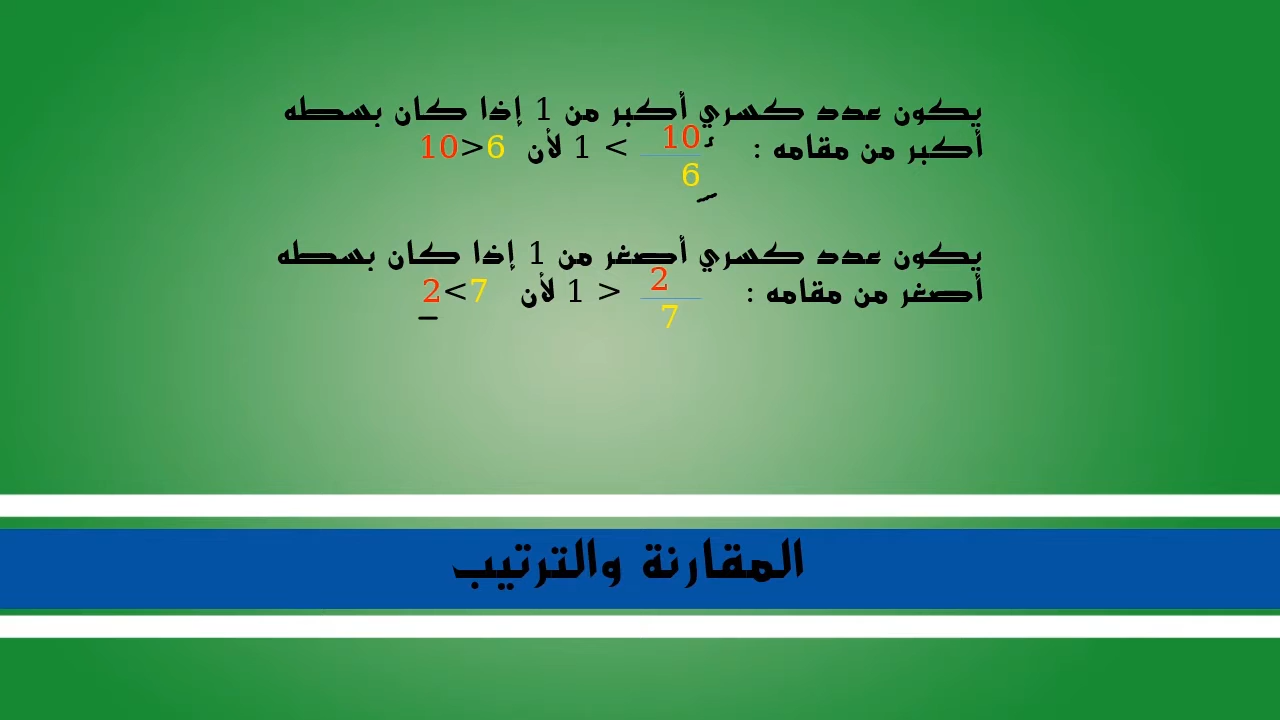 يكون عدد كسري أكبر من 1 إذا كان بسطه
أكبر من مقامه : 10/6 > 1 لأن 10>6
يكون عدد كسري أصغر من 1 إذا كان بسطه
أصغر من مقامه : 2/7 < 1 لأن 2<7
المقارنة والترتيب